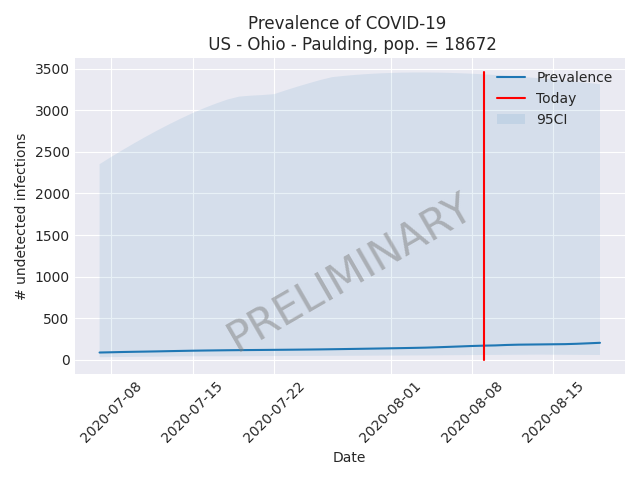 Prevalence of COVID-19
US - Ohio - Paulding, pop. = 18672
3500
3000
2500
2000
1500
1000
500
0
# undetected infections
Prevalence
Today
95CI
PRELIMINARY
2020-07-08
2020-07-15
2020-07-22
2020-08-01
2020-08-08
2020-08-15
Date